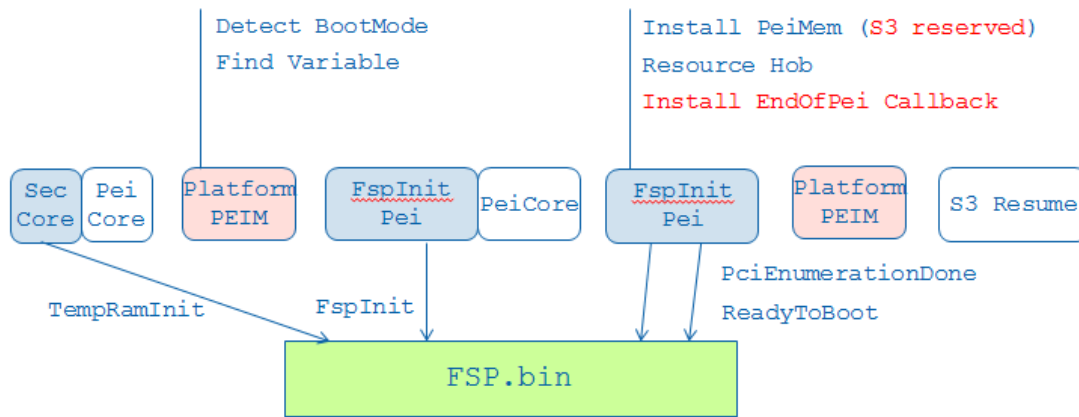 Detect BootMode
Find Variable
Install PeiMem (S3 reserved)
Resource Hob
Install EndOfPei Callback
Sec
Core
Pei
Core
Platform
PEIM
FspInit
Pei
PeiCore
FspInit
Pei
Platform
PEIM
S3 Resume
TempRamInit
FspInit
PciEnumerationDone
ReadyToBoot
FSP.bin